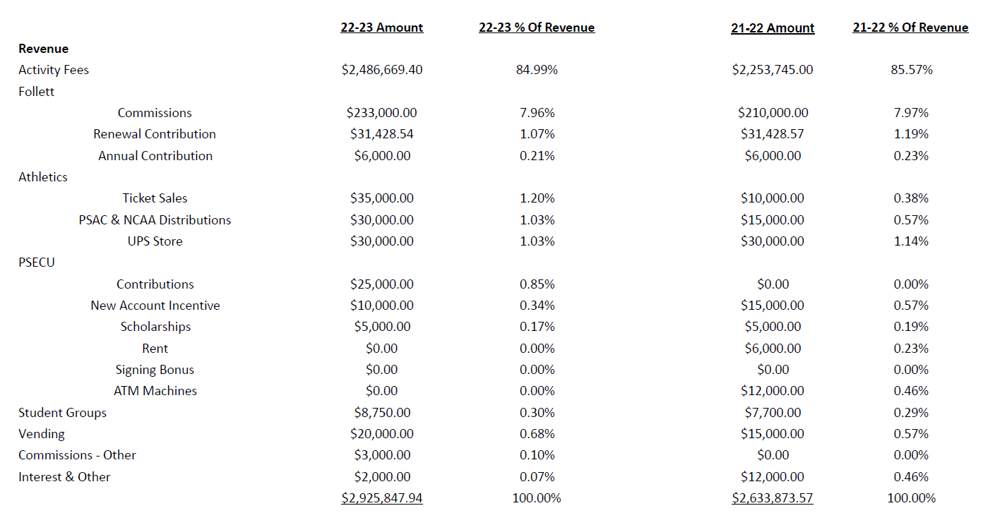 22-23 Amount 22-23 % Of Revenue 21-22 Amount 21-22 % Of Revenue
Revenue
Activity Fees $2,486,669.40 84.99% $2,253,745.00 85.57%
Follett
Commissions $233,000.00 7.96% $210,000.00 7.97%
Renewal Contribution $31,428.54 1.07% $31,428.57 1.19%
Annual Contribution $6,000.00 0.21% $6,000.00 0.23%
Athletics
Ticket Sales $35,000.00 1.20% $10,000.00 0.38%
PSAC & NCAA Distributions $30,000.00 1.03% $15,000.00 0.57%
UPS Store $30,000.00 1.03% $30,000.00 1.14%
PSECU
Contributions $25,000.00 0.85% $0.00 0.00%
New Account Incentive $10,000.00 0.34% $15,000.00 0.57%
Scholarships $5,000.00 0.17% $5,000.00 0.19%
Rent $0.00 0.00% $6,000.00 0.23%
Signing Bonus $0.00 0.00% $0.00 0.00%
ATM Machines $0.00 0.00% $12,000.00 0.46%
Student Groups $8,750.00 0.30% $7,700.00 0.29%
Vending $20,000.00 0.68% $15,000.00 0.57%
Commissions - Other $3,000.00 0.10% $0.00 0.00%
Interest & Other $2,000.00 0.07% $12,000.00 0.46%
$2,925,847.94 100.00% $2,633,873.57 100.00%